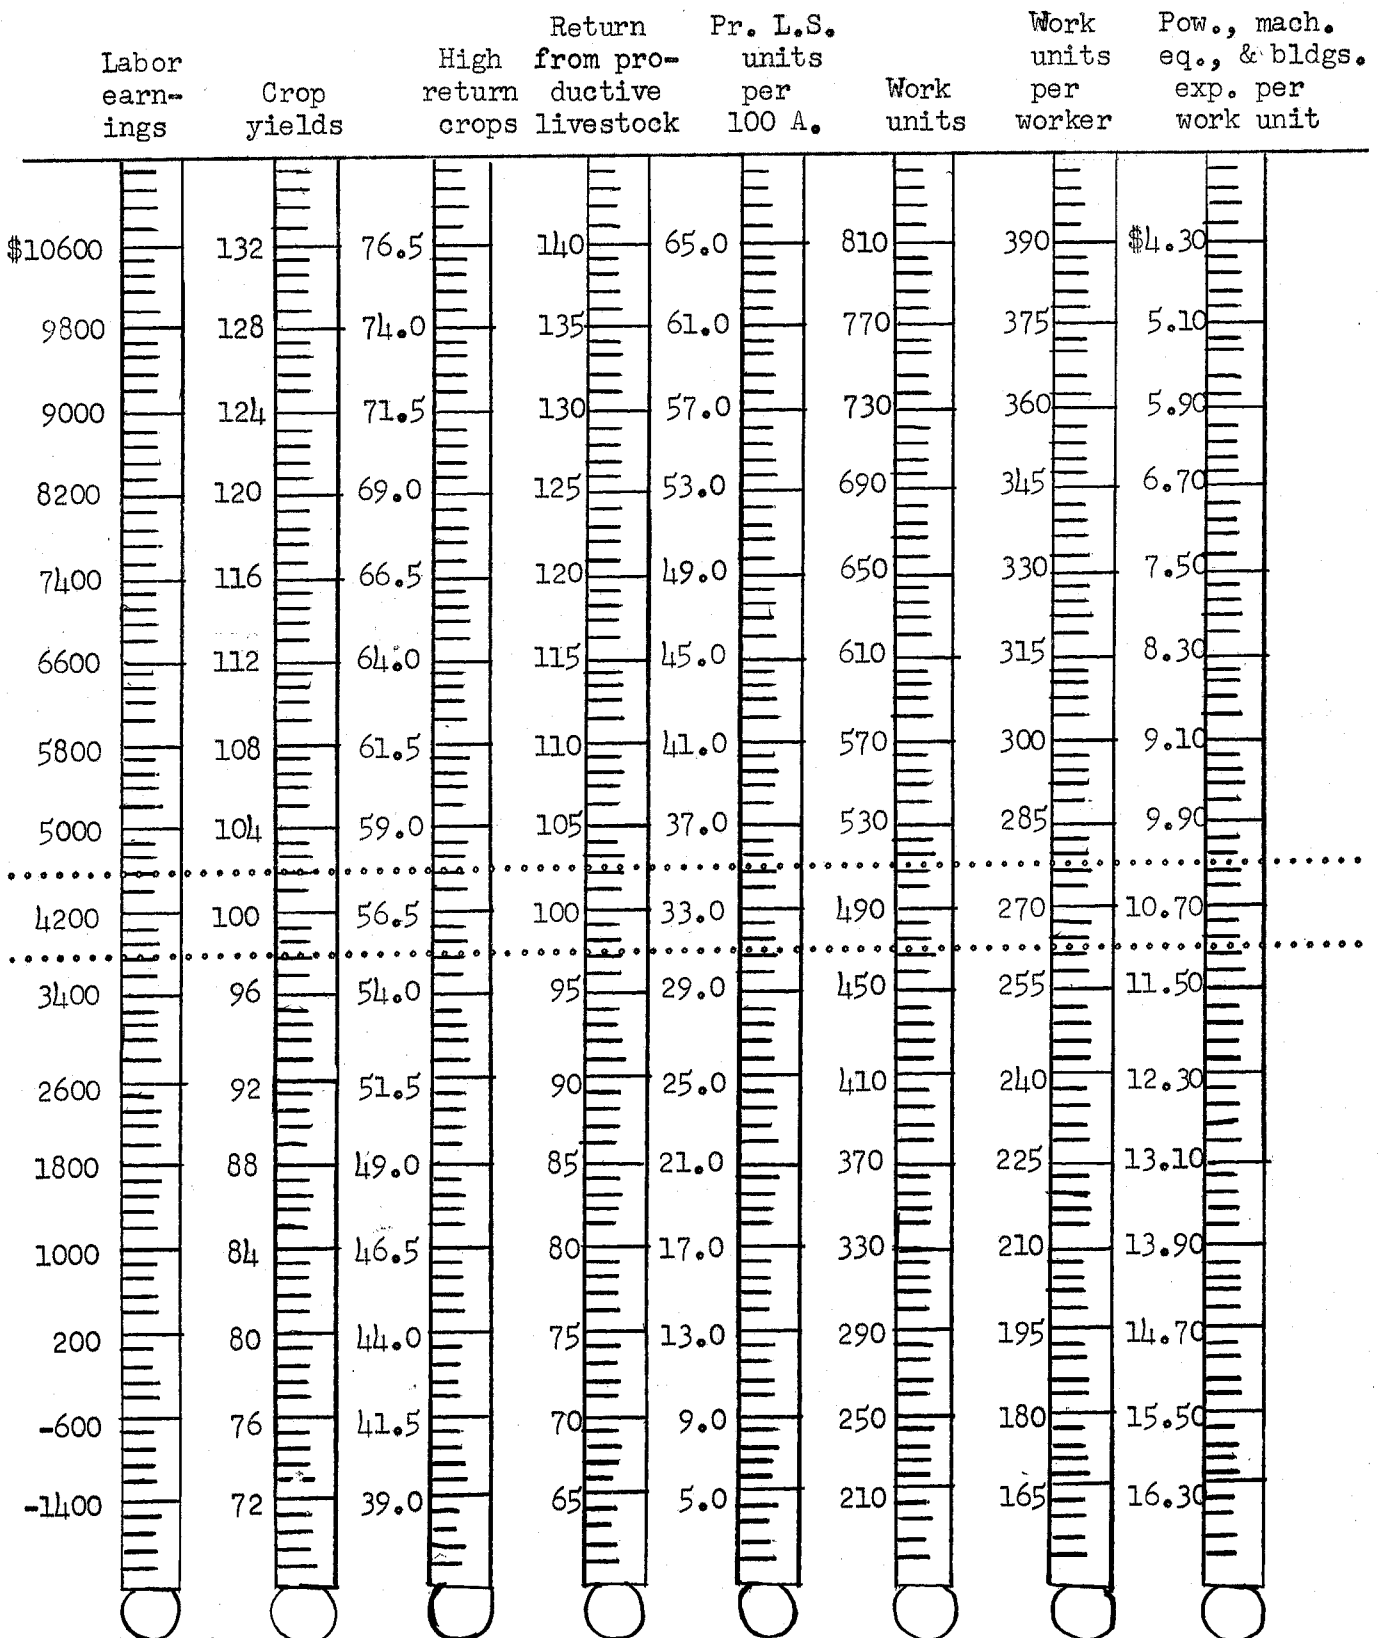 Return Pr. L.S. Work Pow., mach.
Labor High from pro- units units eq., & bldgs.
earn- Crop return ductive per Work per exp. per
ings yields crops livestock 100 A. units worker work unit
$10600 132 76.5 140 65.0 810 390 $4.30
9800 128 74.0 135 61.0 770 375 5.10
9000 124 71.5 130 57.0 730 360 5.90
8200 120 69.0 125 53.0 690 345 6.70
7400 116 66.5 120 49.0 650 330 7.50
6600 112 64.0 115 45.0 610 315 8.30
5800 108 61.5 110 41.0 570 300 9.10
5000 104 59.0 105 37.0 530 285 9.90
4200 100 56.5 100 33.0 490 270 10.70
3400 96 54.0 95 29.0 450 255 11.50
2600 92 51.5 90 25.0 410 240 12.30
1800 88 49.0 85 21.0 370 225 13.10
1000 84 46.5 80 17.0 330 210 13.90
200 80 44.0 75 13.0 290 195 14.70
-600 76 41.5 70 9.0 250 180 15.50
-1400 72 39.0 65 5.0 210 165 16.30